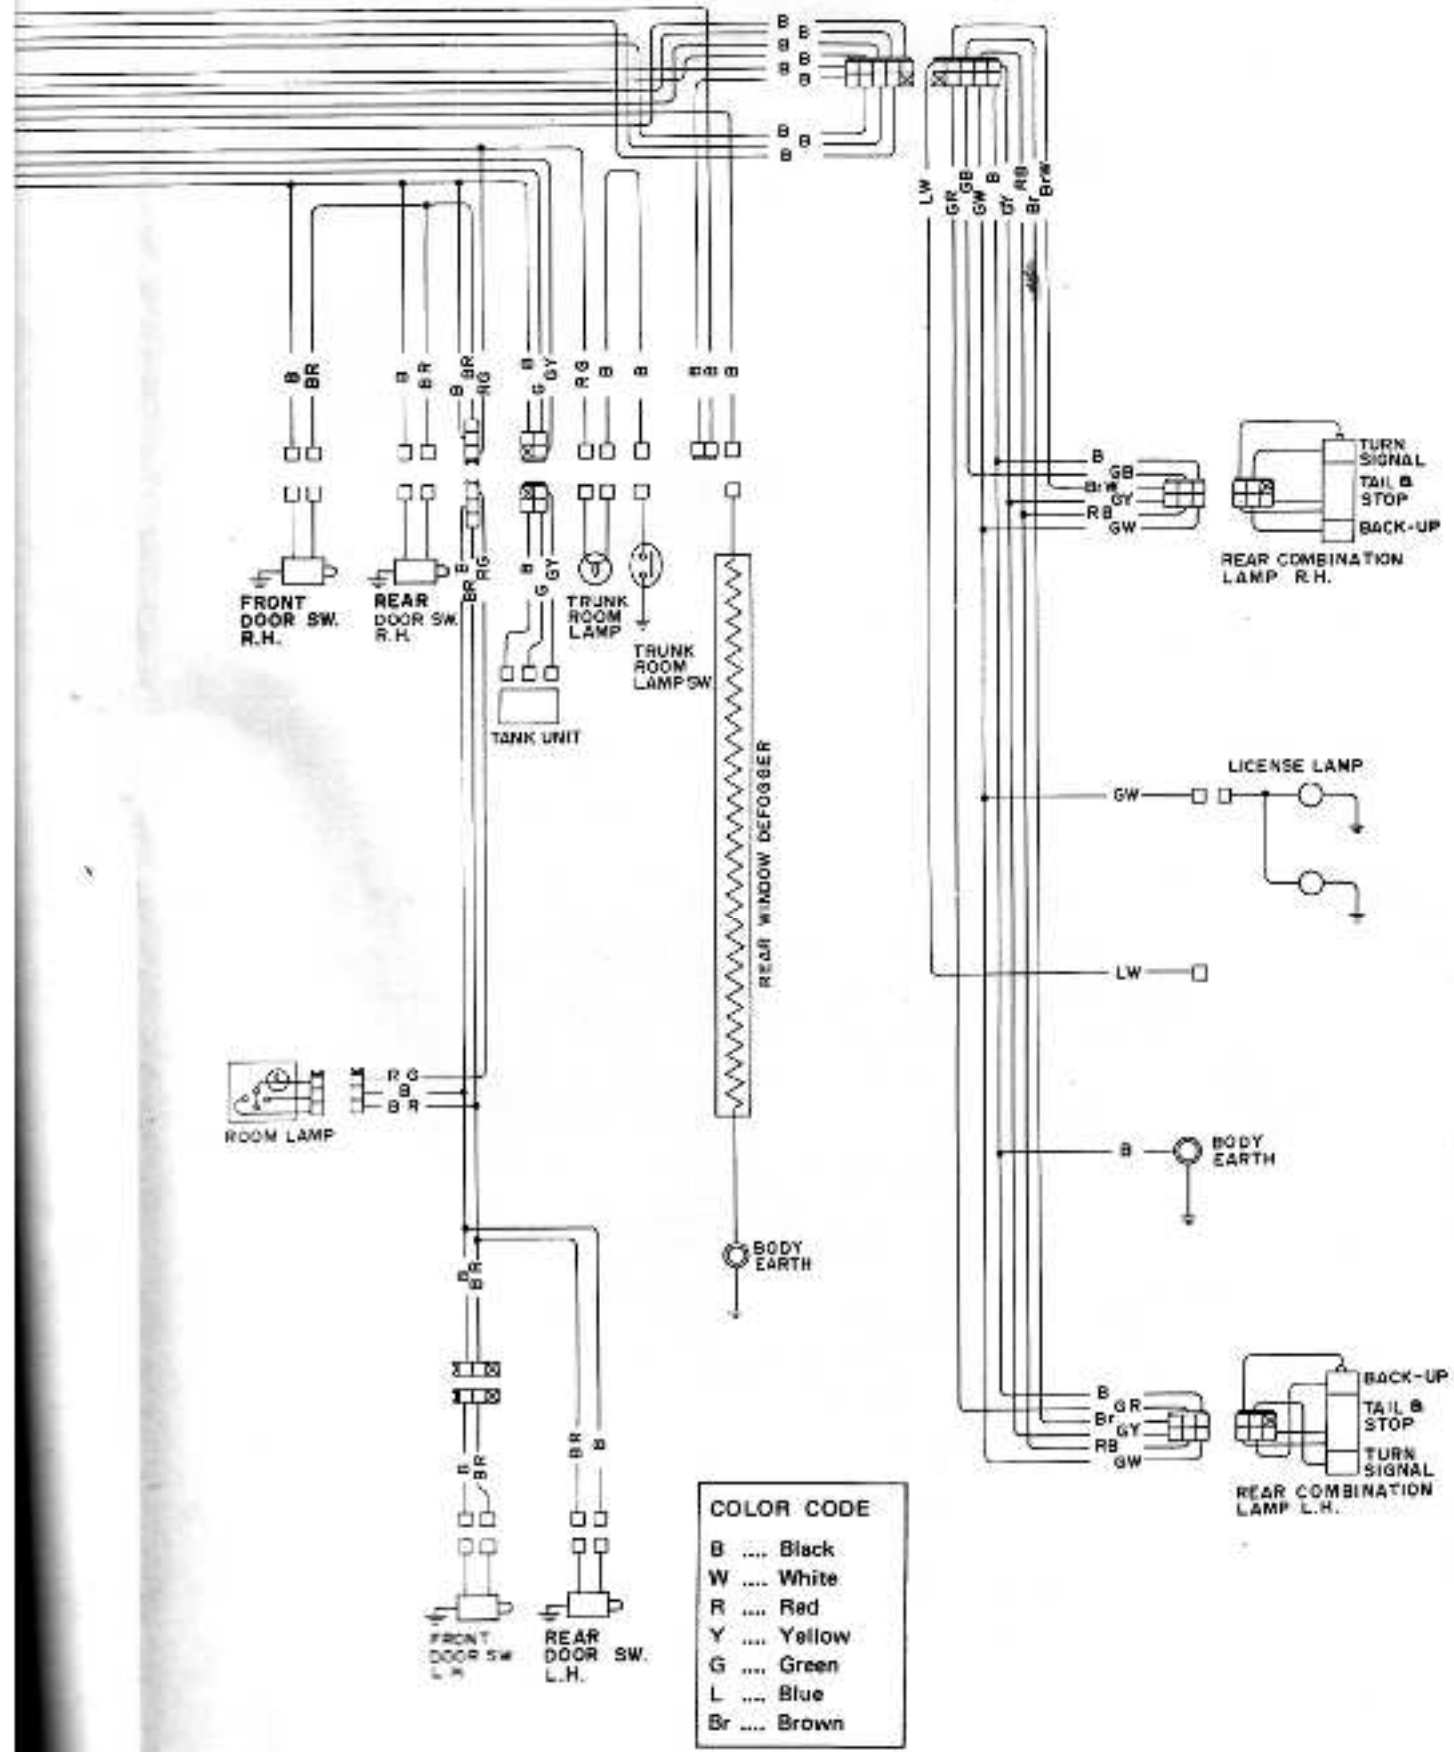 B
B
B
B
B
B
B
B
B
LW
GR
GB
GW
B
GY
RB
Br
BrW
B
BR
B
BR
B
BR
RG
B
G
GY
RG
B
B
B
B
B
B
GB
BrW
GY
RB
GW
TURN
SIGNAL
TAIL &
STOP
BACK-UP
REAR COMBINATION
LAMP R.H.
FRONT
DOOR SW.
R.H.
REAR
DOOR SW.
R.H.
B
BR
RG
B
G
GY
TRUNK
ROOM
LAMP
TRUNK
ROOM
LAMP SW.
TANK UNIT
REAR WINDOW DEFOGGER
LICENSE LAMP
GW
LW
RG
B
BR
ROOM LAMP
B
BODY
EARTH
BODY
EARTH
B
BR
B
GR
Br
GY
RB
GW
BACK-UP
TAIL &
STOP
TURN
SIGNAL
REAR COMBINATION
LAMP L.H.
B
BR
BR
B
FRONT
DOOR SW
L.H.
REAR
DOOR SW.
L.H.
COLOR CODE
B .... Black
W .... White
R .... Red
Y .... Yellow
G .... Green
L .... Blue
Br .... Brown